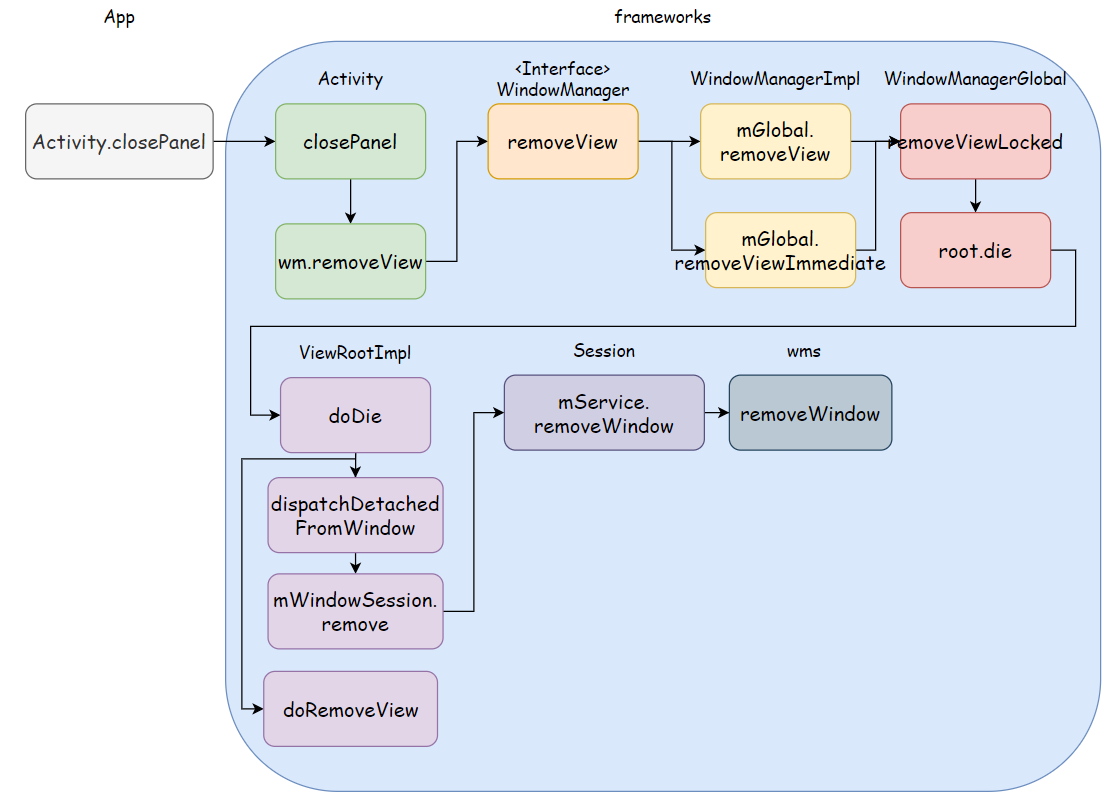 App
frameworks
Activity
<Interface>
WindowManager
WindowManagerImpl
WindowManagerGlobal
Activity.closePanel
closePanel
removeView
mGlobal.
removeView
removeViewLocked
wm.removeView
mGlobal.
removeViewImmediate
root.die
ViewRootImpl
Session
wms
doDie
mService.
removeWindow
removeWindow
dispatchDetached
FromWindow
mWindowSession.
remove
doRemoveView